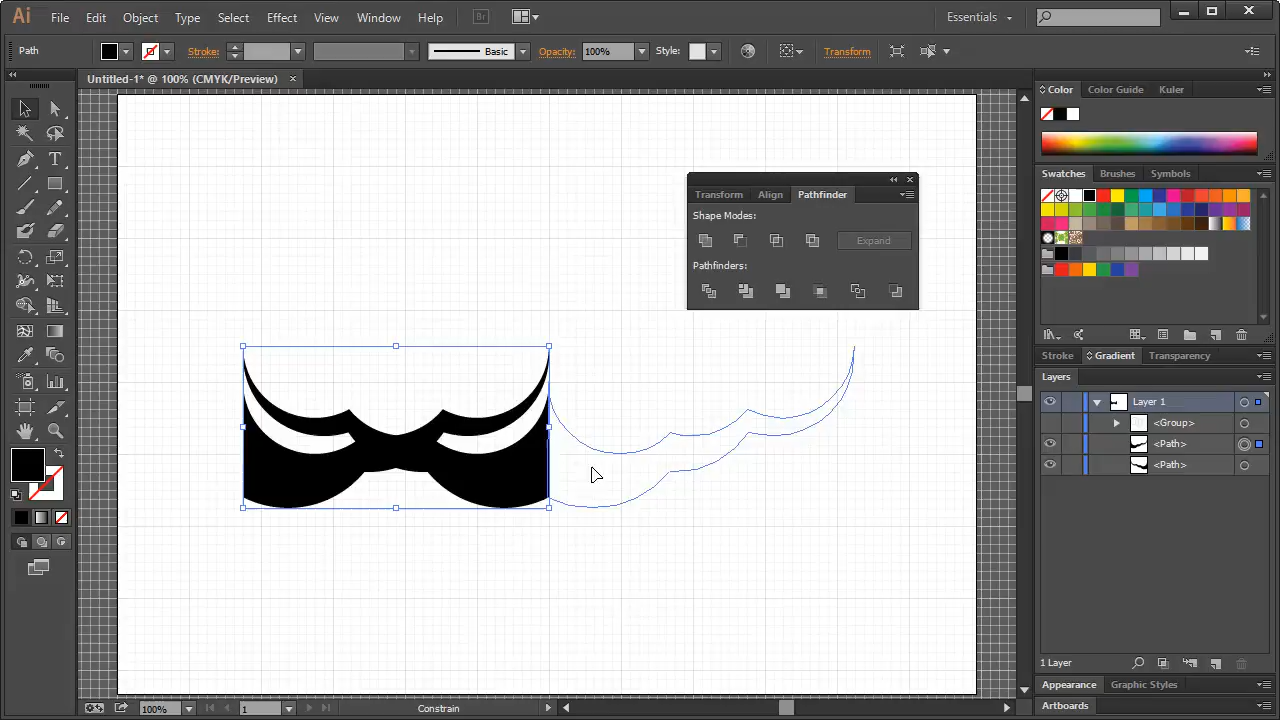 Ai File Edit Object Type Select Effect View Window Help Br Essentials
Path Stroke: Basic Opacity: 100% Style: Transform
Untitled-1* @ 100% (CMYK/Preview) ×
Color Color Guide Kuler
Transform Align Pathfinder
Shape Modes:
Expand
Pathfinders:
Swatches Brushes Symbols
Stroke Gradient Transparency
Layers
Layer 1
<Group>
<Path>
<Path>
1 Layer
Appearance Graphic Styles
Artboards
100% 1 Constrain